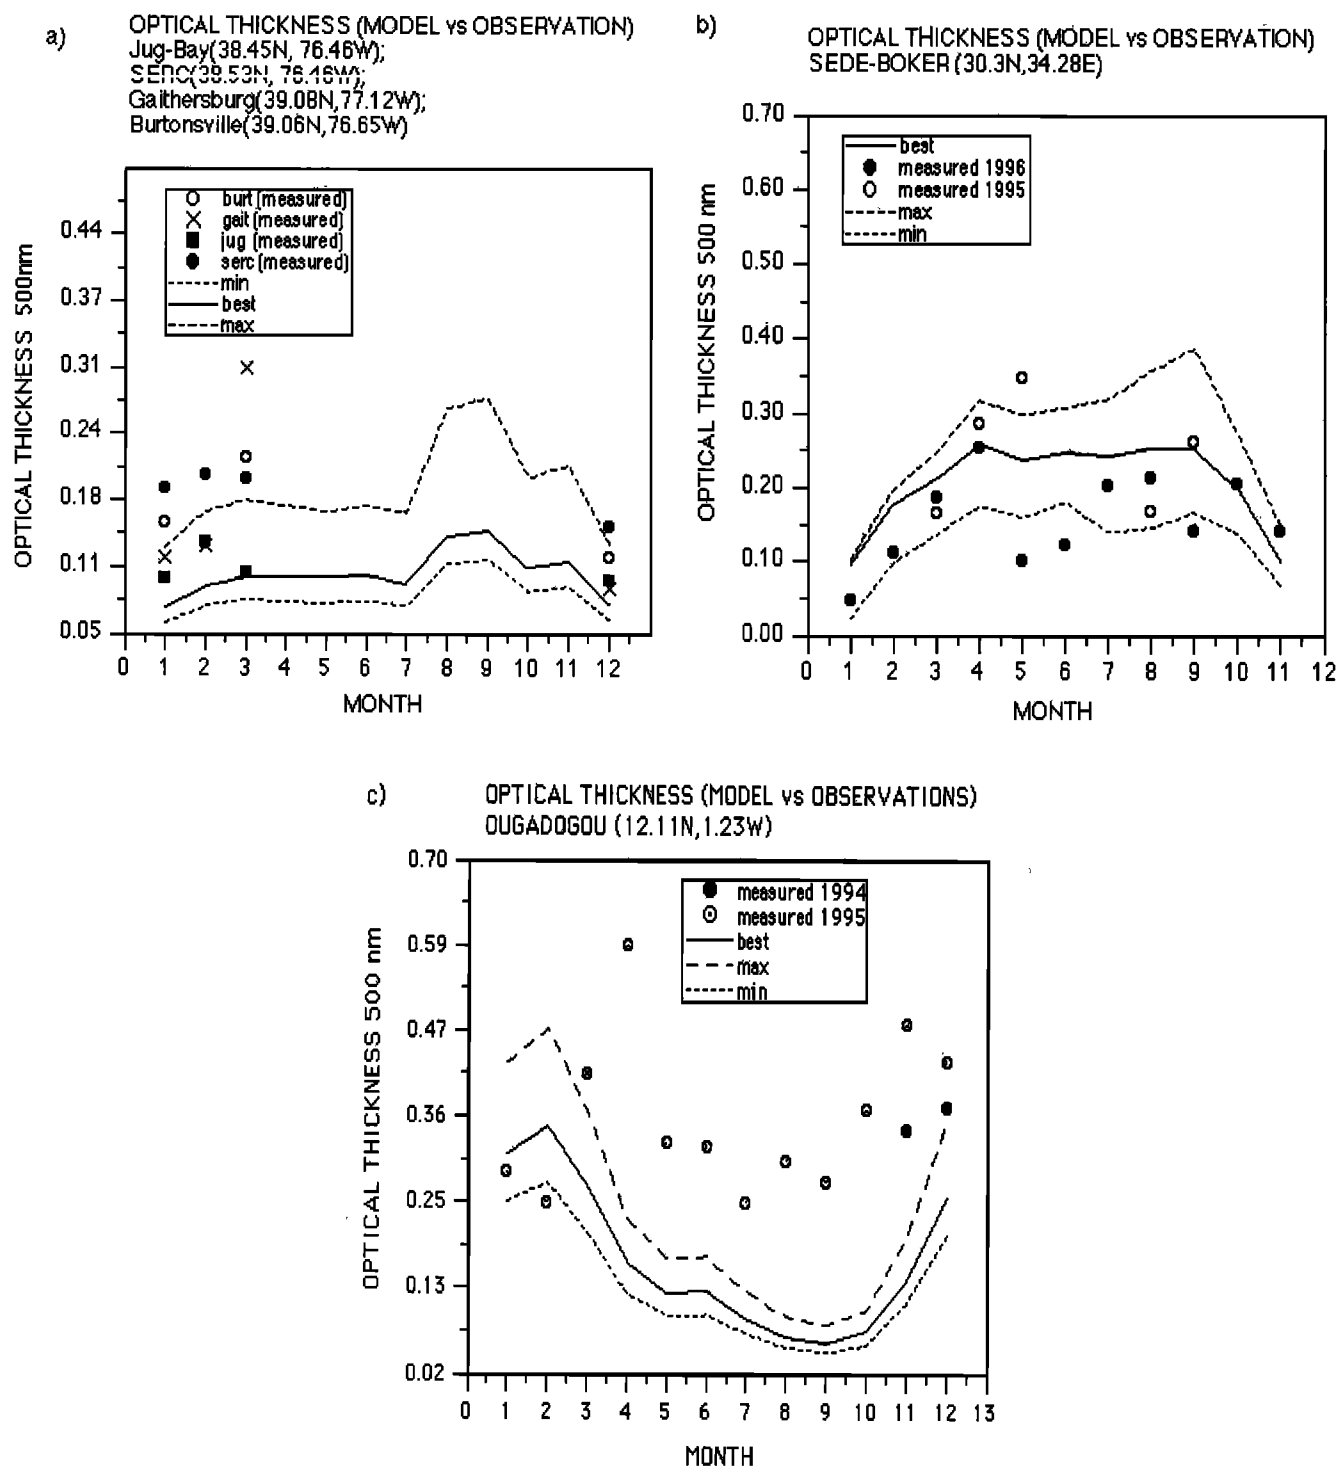 a)
OPTICAL THICKNESS (MODEL vs OBSERVATION)
Jug-Bay(38.45N, 76.46W);
SERC(38.53N, 76.46W);
Gaithersburg(39.08N,77.12W);
Burtonsville(39.06N,76.65W)
burt (measured)
gait (measured)
jug (measured)
serc (measured)
min
best
max
OPTICAL THICKNESS 500nm
0.44
0.37
0.31
0.24
0.18
0.11
0.05
0 1 2 3 4 5 6 7 8 9 10 11 12
MONTH
b)
OPTICAL THICKNESS (MODEL vs OBSERVATION)
SEDE-BOKER (30.3N,34.28E)
best
measured 1996
measured 1995
max
min
OPTICAL THICKNESS 500 nm
0.70
0.60
0.50
0.40
0.30
0.20
0.10
0.00
0 1 2 3 4 5 6 7 8 9 10 11 12
MONTH
c)
OPTICAL THICKNESS (MODEL vs OBSERVATIONS)
OUGADOGOU (12.11N,1.23W)
measured 1994
measured 1995
best
max
min
OPTICAL THICKNESS 500 nm
0.70
0.59
0.47
0.36
0.25
0.13
0.02
0 1 2 3 4 5 6 7 8 9 10 11 12 13
MONTH